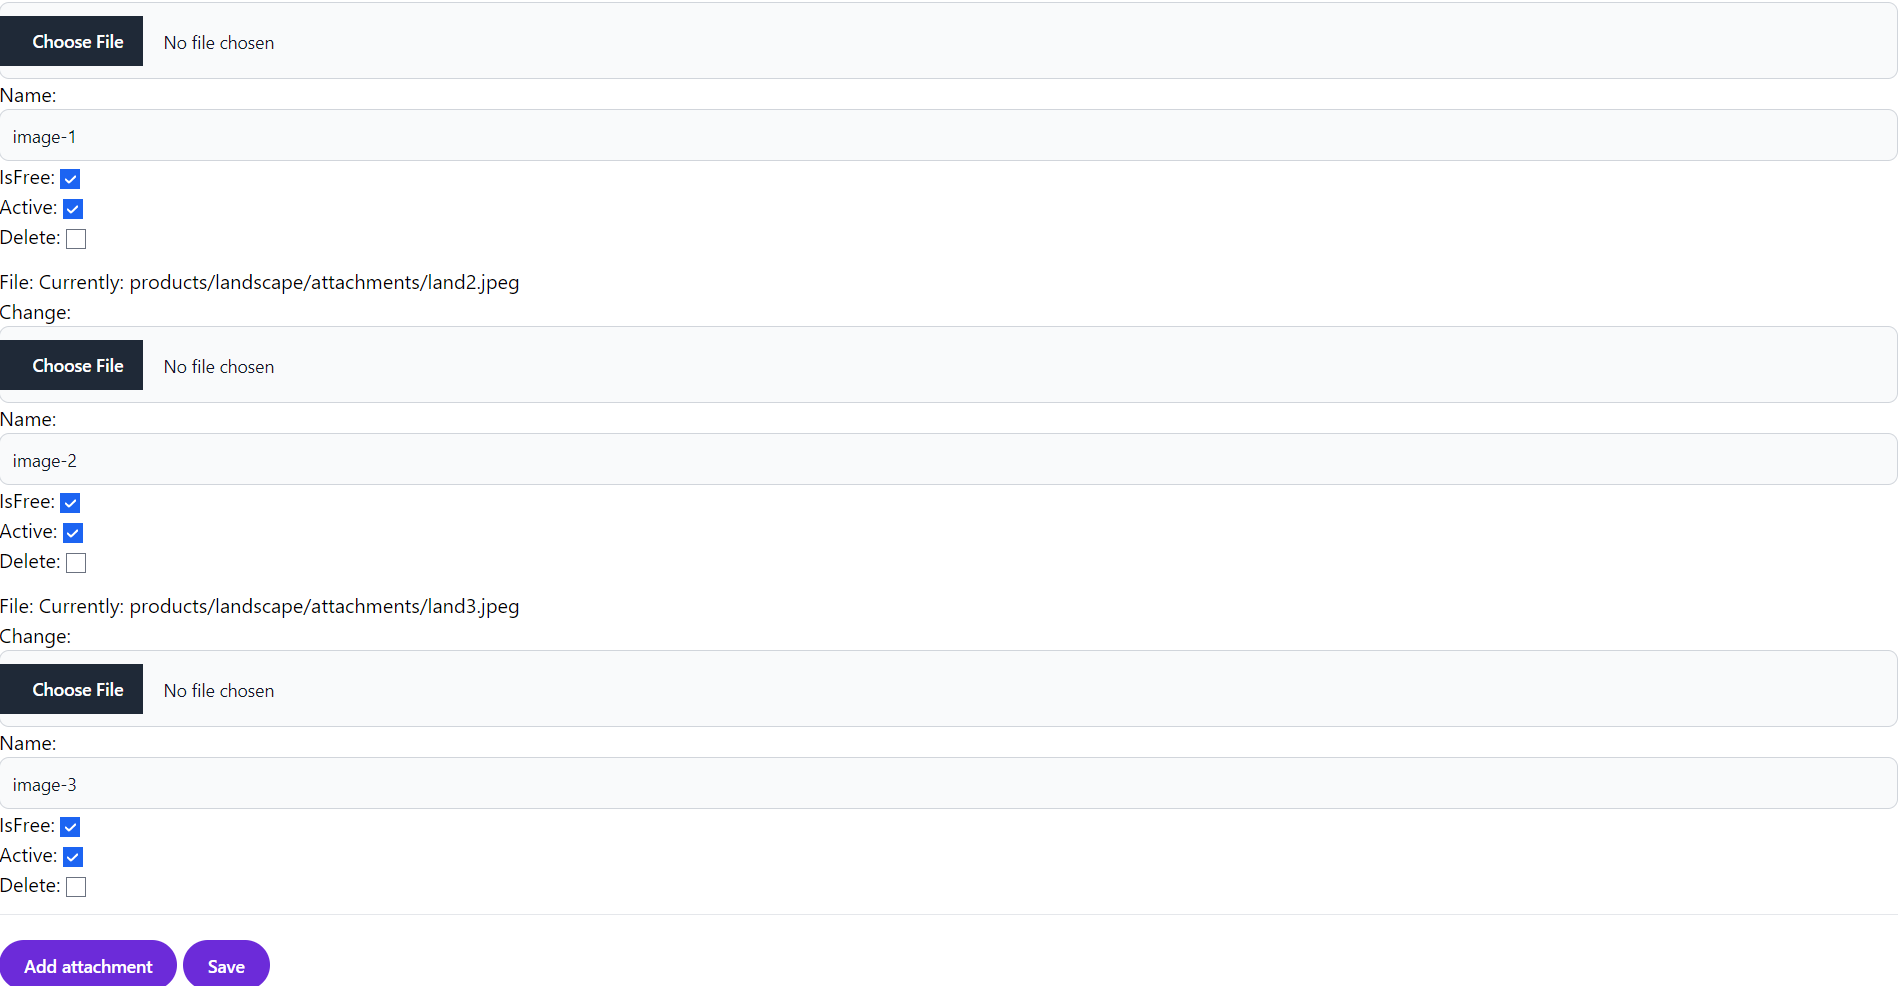 Choose File No file chosen
Name:
image-1
IsFree:
Active:
Delete:
File: Currently: products/landscape/attachments/land2.jpeg
Change:
Choose File No file chosen
Name:
image-2
IsFree:
Active:
Delete:
File: Currently: products/landscape/attachments/land3.jpeg
Change:
Choose File No file chosen
Name:
image-3
IsFree:
Active:
Delete:
Add attachment Save